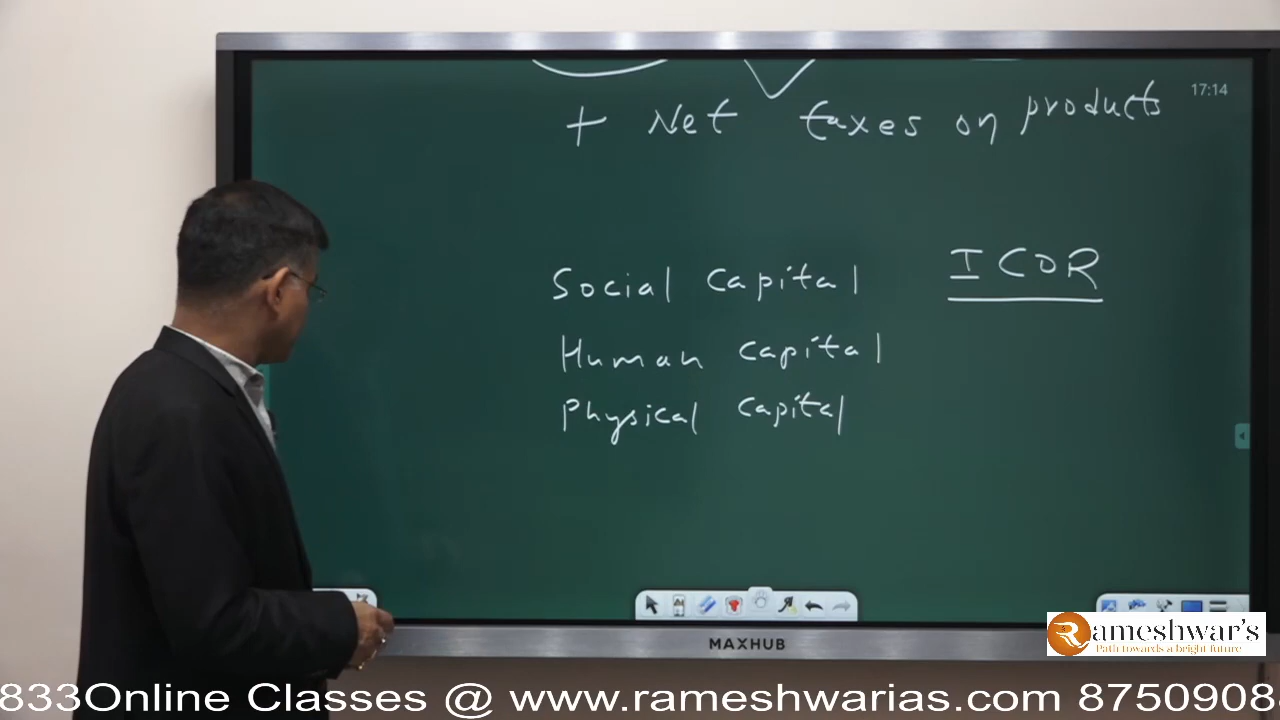 17:14
+ Net taxes on products
Social Capital
ICOR
Human Capital
Physical Capital
MAXHUB
Rameshwar's
Path towards a bright future
833Online Classes @ www.rameshwarias.com 8750908